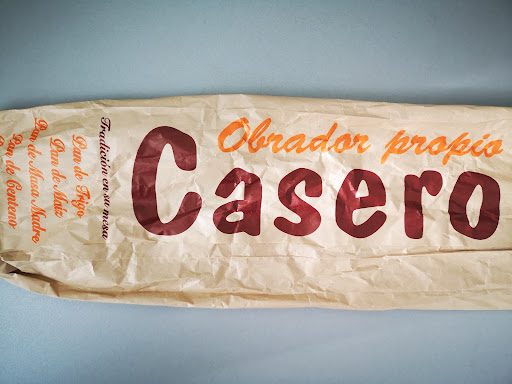 Obrador propio
Casero
Tradición en su mesa
Pan de Trigo
Pan de Maiz
Pan de Masa Madre
Pan de Centeno